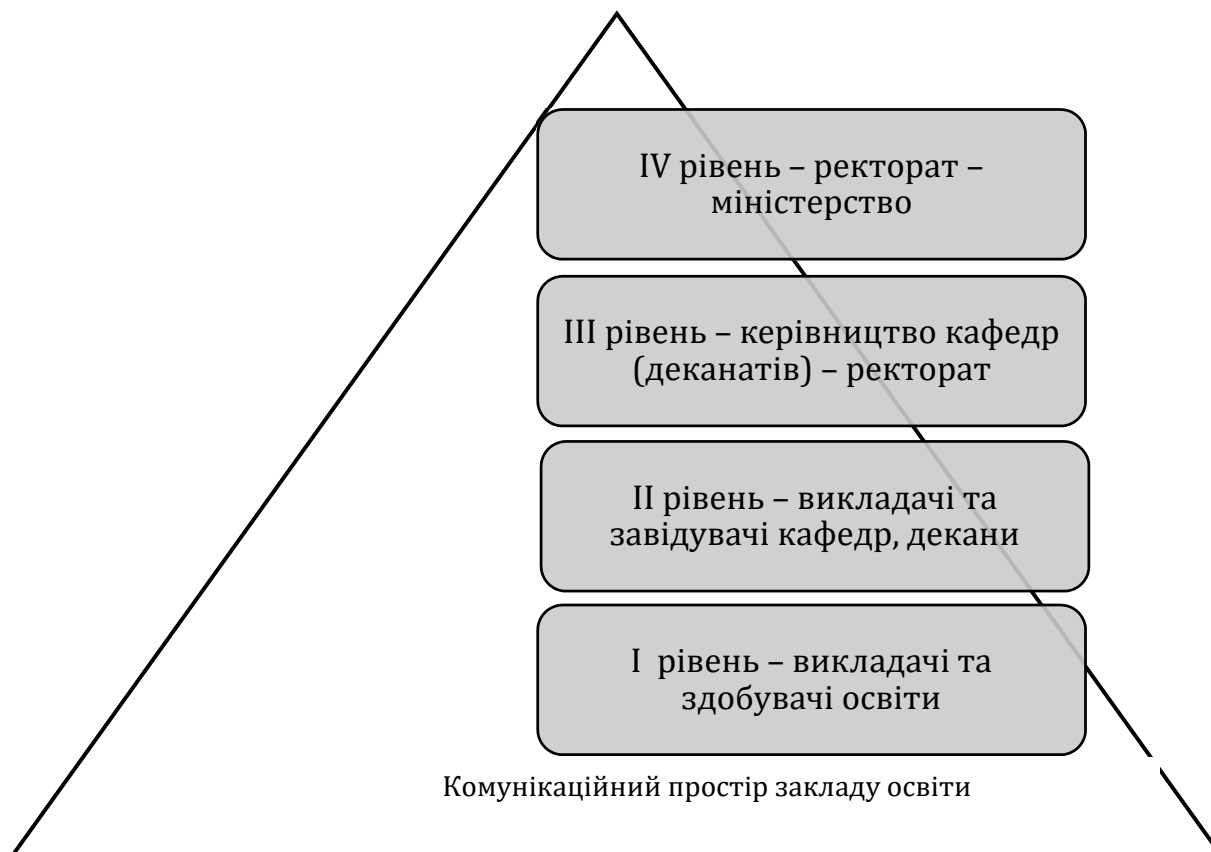 IV рівень – ректорат –
міністерство
III рівень – керівництво кафедр
(деканатів) – ректорат
II рівень – викладачі та
завідувачі кафедр, декани
I  рівень – викладачі та
здобувачі освіти
Комунікаційний простір закладу освіти